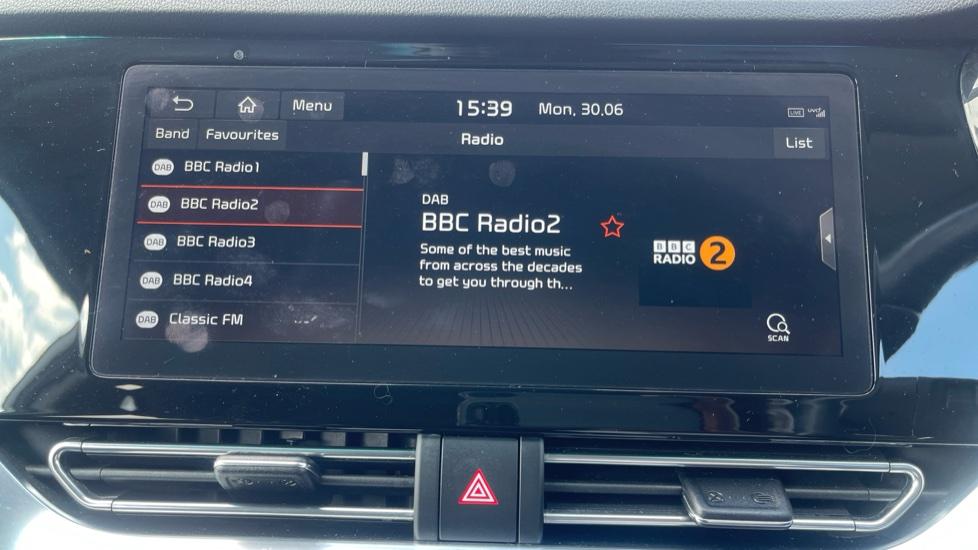 Menu
15:39
Mon, 30.06
LIVE
Band
Favourites
Radio
List
DAB BBC Radio1
DAB BBC Radio2
DAB BBC Radio3
DAB BBC Radio4
DAB Classic FM
DAB
BBC Radio2
Some of the best music
from across the decades
to get you through th...
BBC
RADIO 2
SCAN